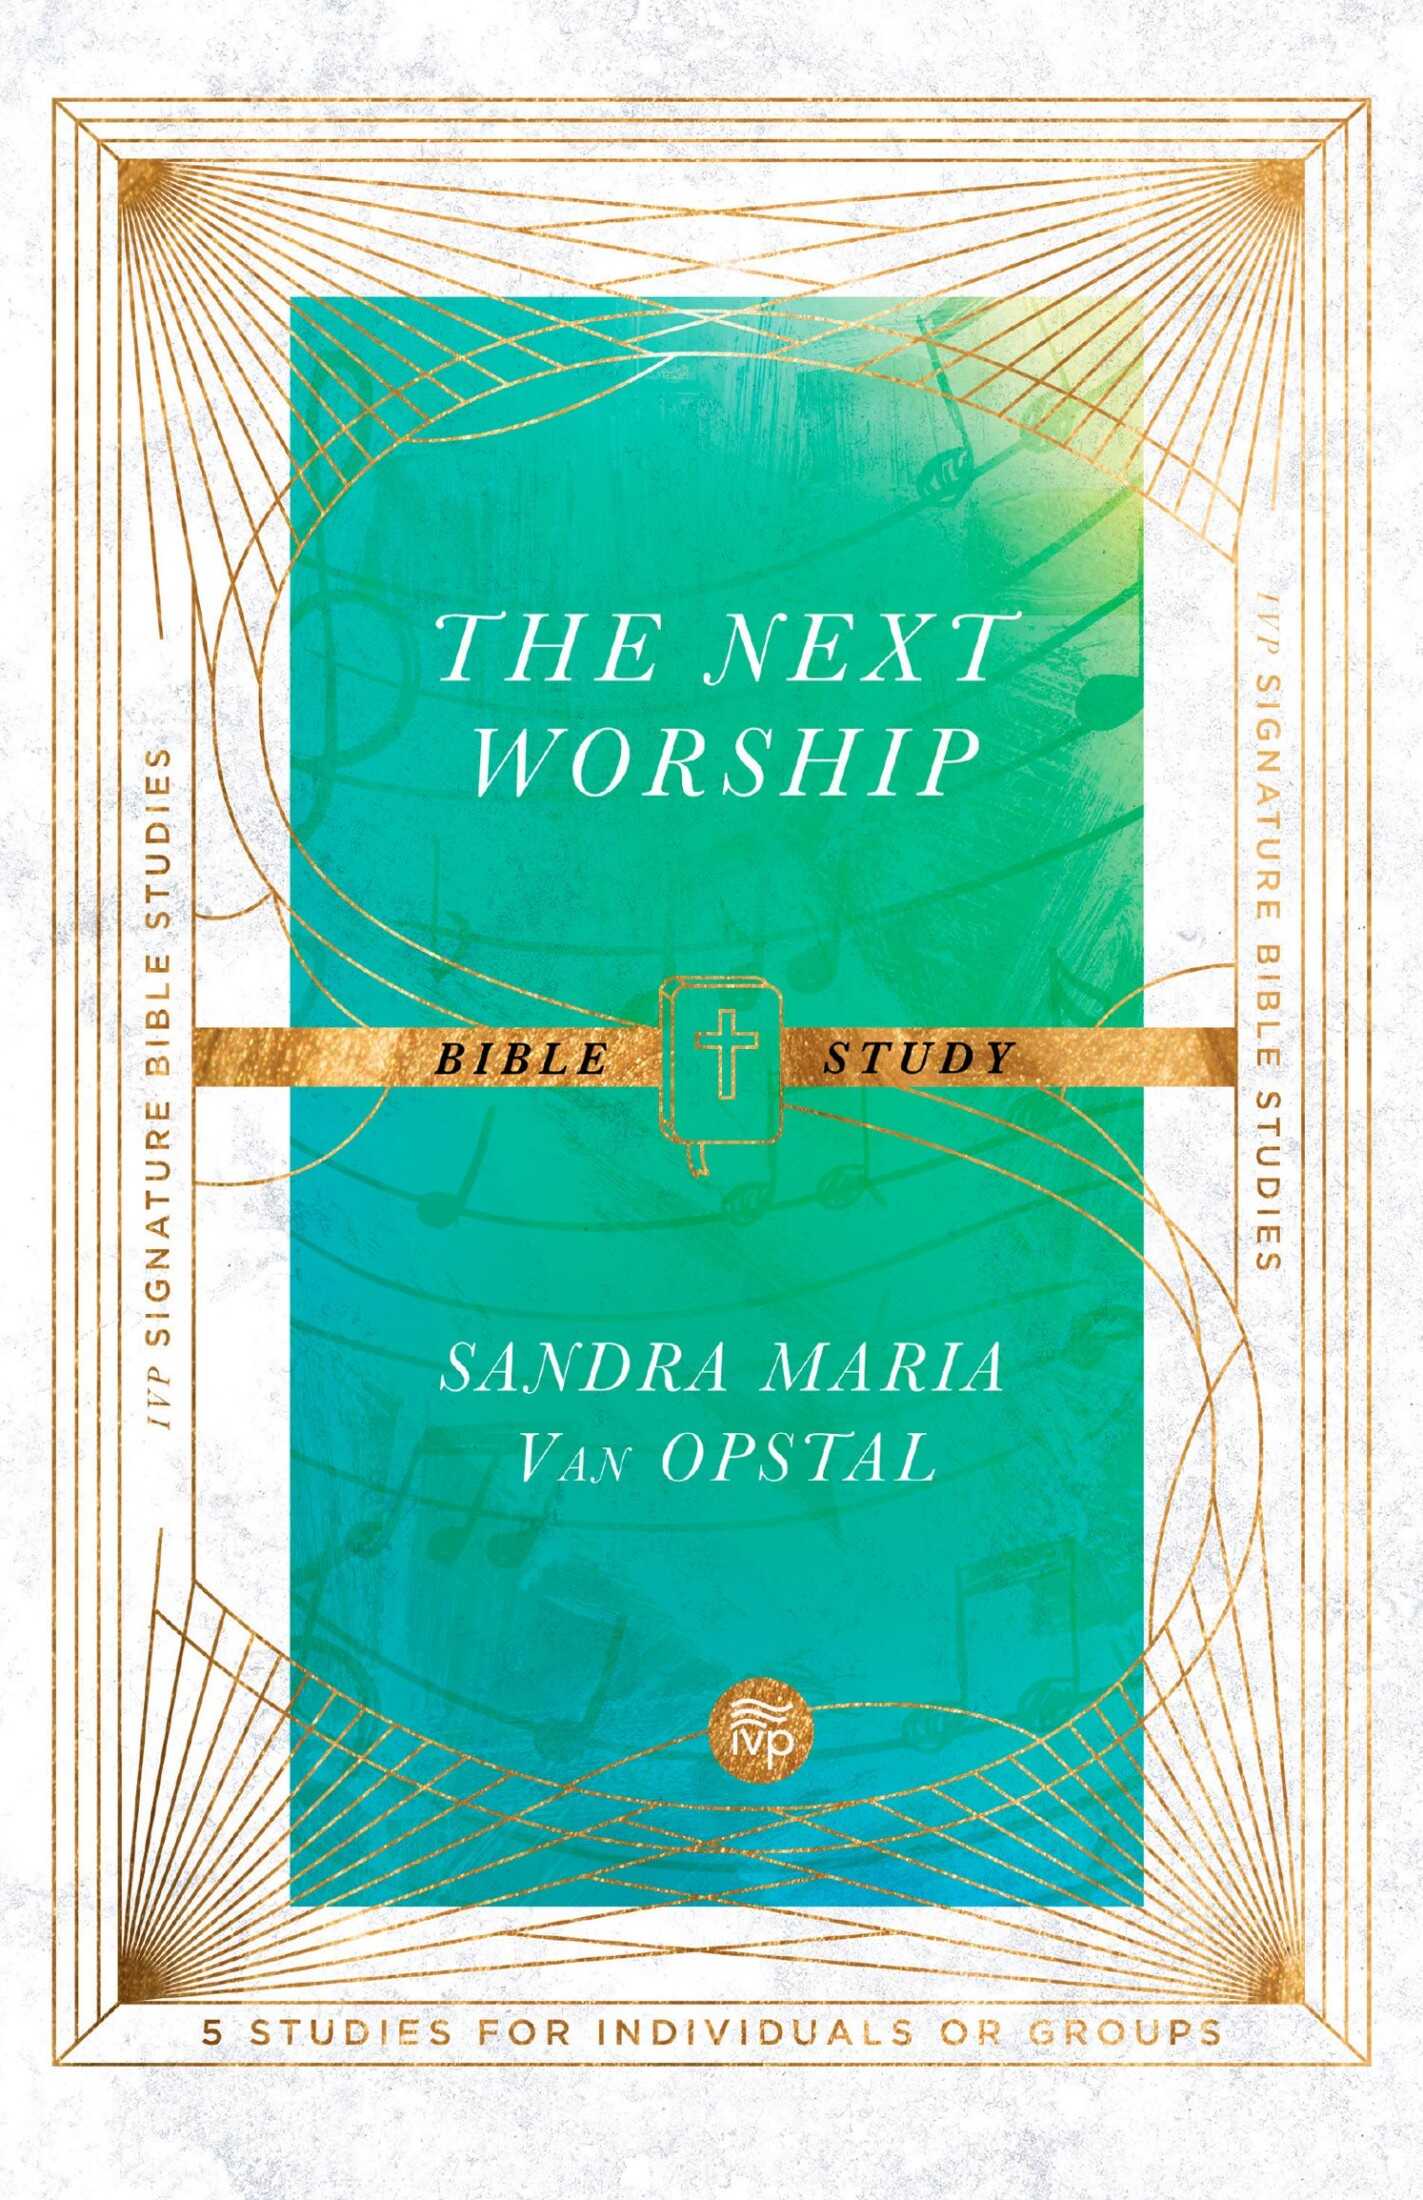 THE NEXT
WORSHIP
IVP SIGNATURE BIBLE STUDIES
IVP SIGNATURE BIBLE STUDIES
BIBLE STUDY
SANDRA MARIA
VAN OPSTAL
ivp
5 STUDIES FOR INDIVIDUALS OR GROUPS